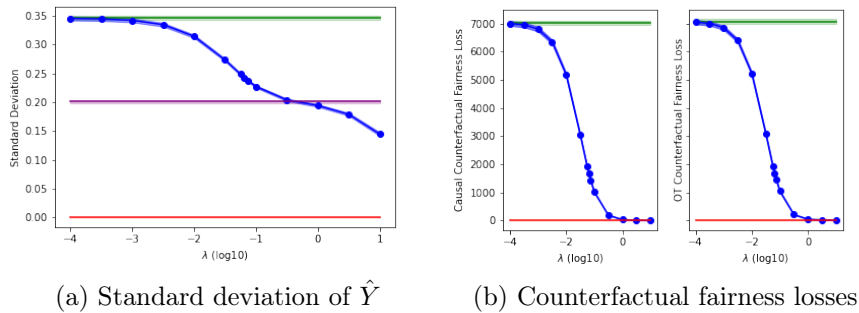 Standard Deviation
0.35
0.30
0.25
0.20
0.15
0.10
0.05
0.00
−4 −3 −2 −1 0 1
λ (log10)
(a) Standard deviation of Ŷ
Causal Counterfactual Fairness Loss
7000
6000
5000
4000
3000
2000
1000
0
−4 −2 0
λ (log10)
OT Counterfactual Fairness Loss
−4 −2 0
λ (log10)
(b) Counterfactual fairness losses